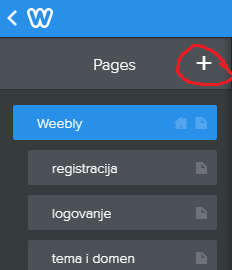 Pages
Weebly
registracija
logovanje
tema i domen